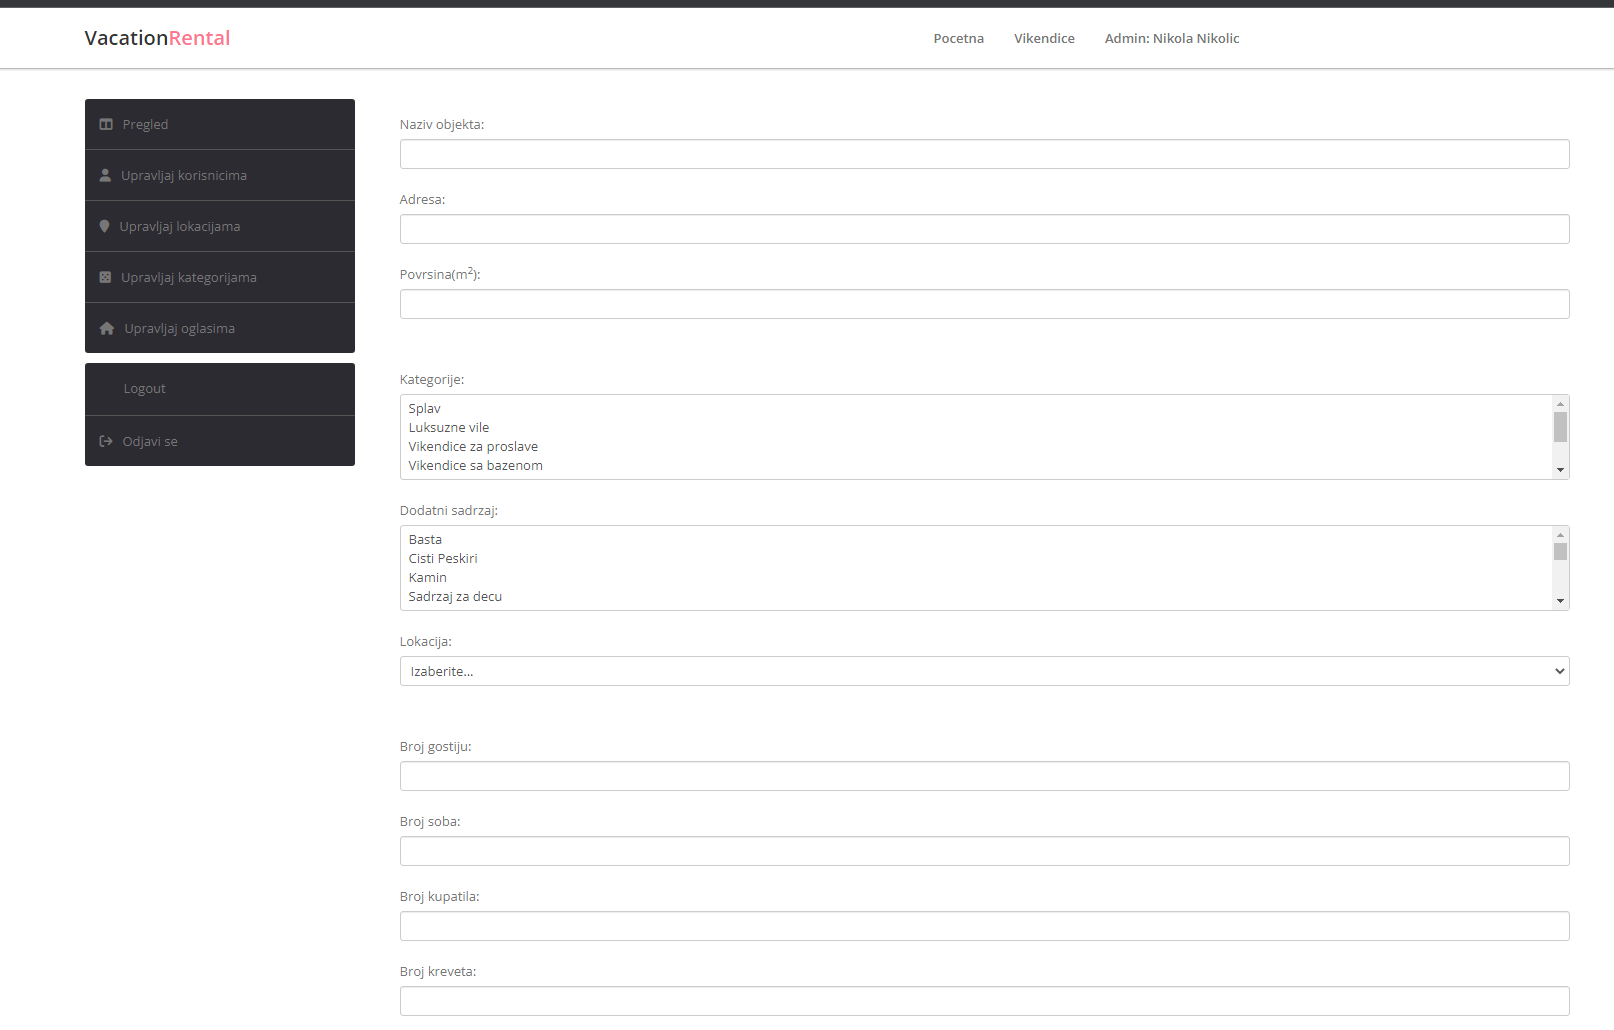 VacationRental
Pocetna
Vikendice
Admin: Nikola Nikolic
Pregled
Upravljaj korisnicima
Upravljaj lokacijama
Upravljaj kategorijama
Upravljaj oglasima
Logout
Odjavi se
Naziv objekta:
Adresa:
Povrsina(m²):
Kategorije:
Splav
Luksuzne vile
Vikendice za proslave
Vikendice sa bazenom
Dodatni sadrzaj:
Basta
Cisti Peskiri
Kamin
Sadrzaj za decu
Lokacija:
Izaberite...
Broj gostiju:
Broj soba:
Broj kupatila:
Broj kreveta: